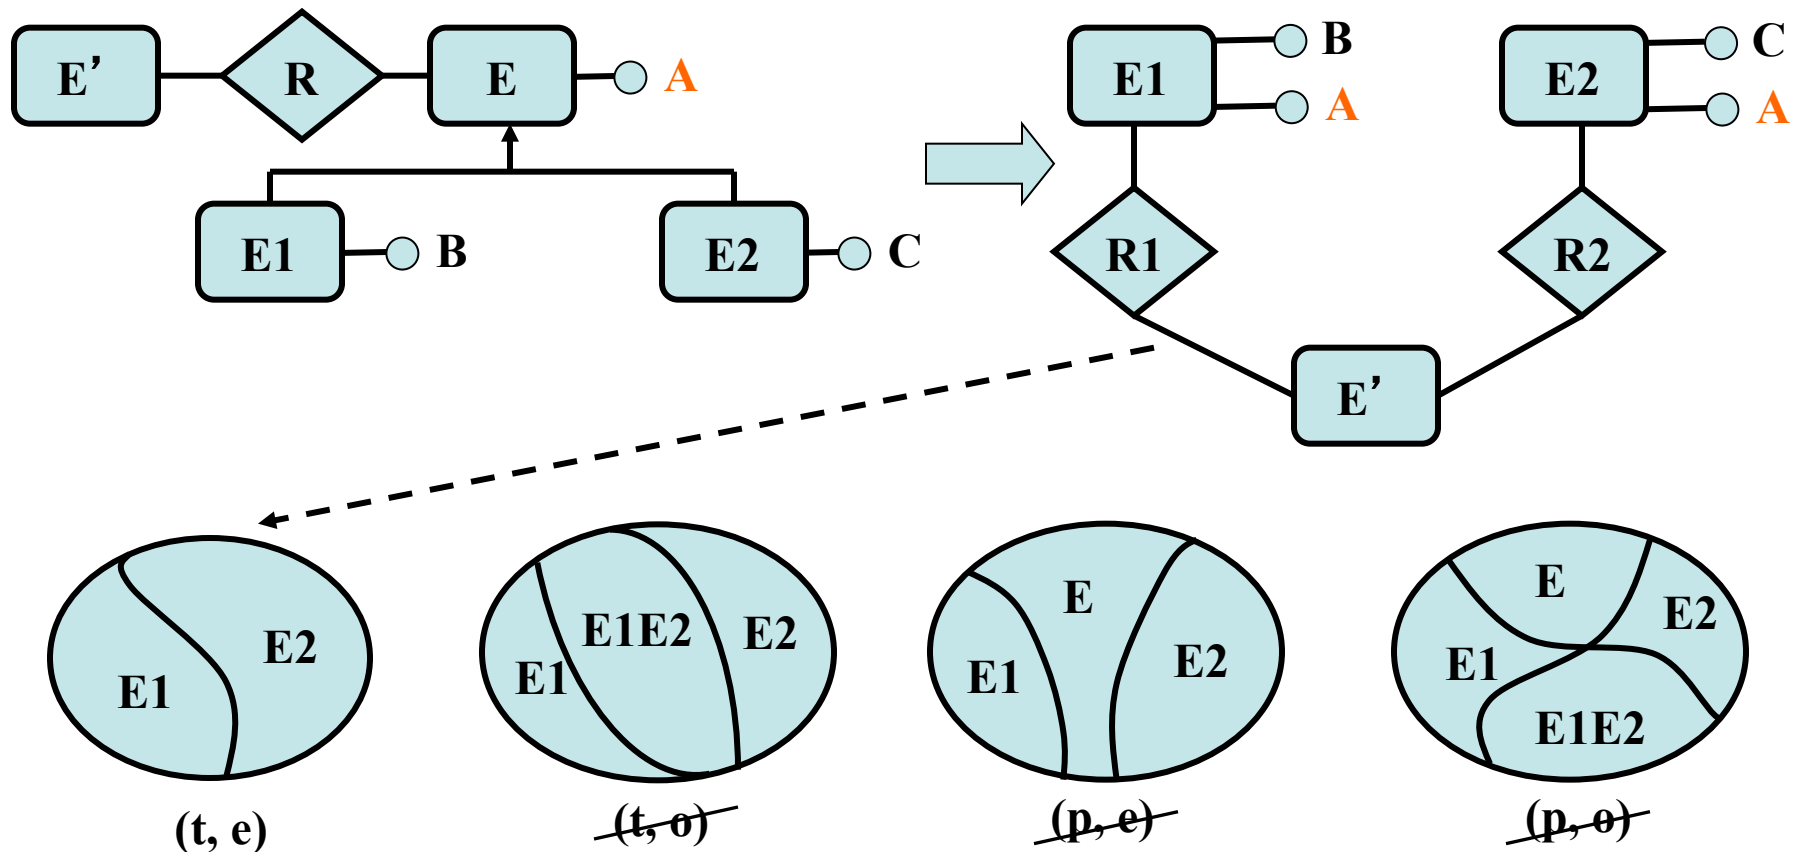 E’ R E A
E1 B
E2 C
E1 B
A
E2 C
A
R1
R2
E’
E1 E2
(t, e)
E1 E1E2 E2
(t, o)
E1 E E2
(p, e)
E
E1 E2
E1E2
(p, o)